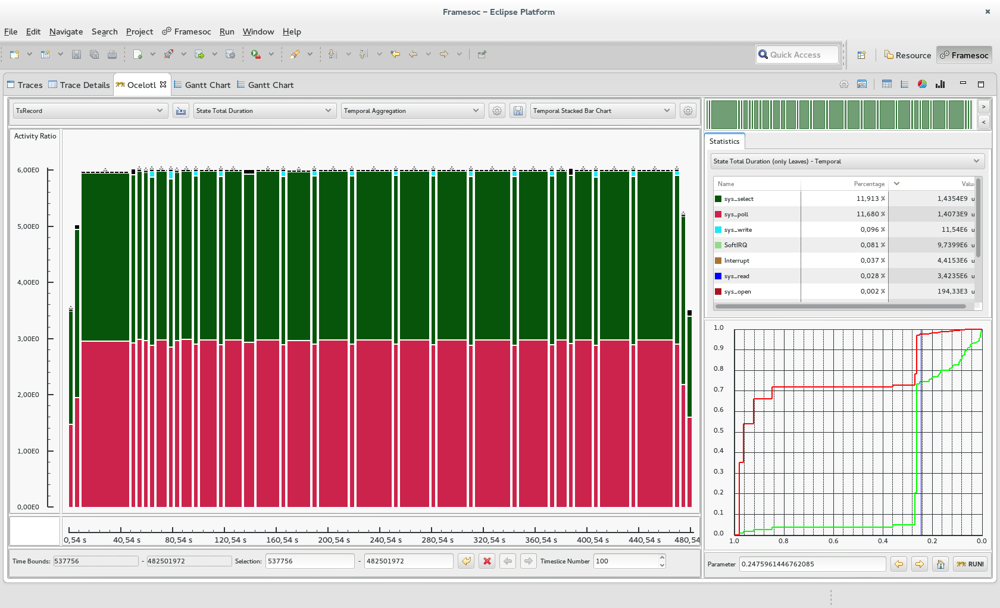 Framesoc – Eclipse Platform
File Edit Navigate Search Project Framesoc Run Window Help
Quick Access Resource Framesoc
Traces Trace Details Ocelotl Gantt Chart Gantt Chart
TsRecord State Total Duration Temporal Aggregation Temporal Stacked Bar Chart
>
<
Activity Ratio
6,00E0
5,00E0
4,00E0
3,00E0
2,00E0
1,00E0
0,00E0
0,54 s 40,54 s 80,54 s 120,54 s 160,54 s 200,54 s 240,54 s 280,54 s 320,54 s 360,54 s 400,54 s 440,54 s 480,54
Time Bounds: 537756 - 482501972 Selection: 537756 - 482501972 Timeslice Number 100
Statistics
State Total Duration (only Leaves) - Temporal
Name Percentage Valu
sys_select 11,913 % 1,4354E9 u
sys_poll 11,680 % 1,4073E9 u
sys_write 0,096 % 11,54E6 u
SoftIRQ 0,081 % 9,7399E6 u
Interrupt 0,037 % 4,4153E6 u
sys_read 0,028 % 3,4235E6 u
sys_open 0,002 % 194,33E3 u
1.0
0.9
0.8
0.7
0.6
0.5
0.4
0.3
0.2
0.1
0.0
1.0 0.8 0.6 0.4 0.2 0.0
Parameter 0.2475961446762085 RUN!